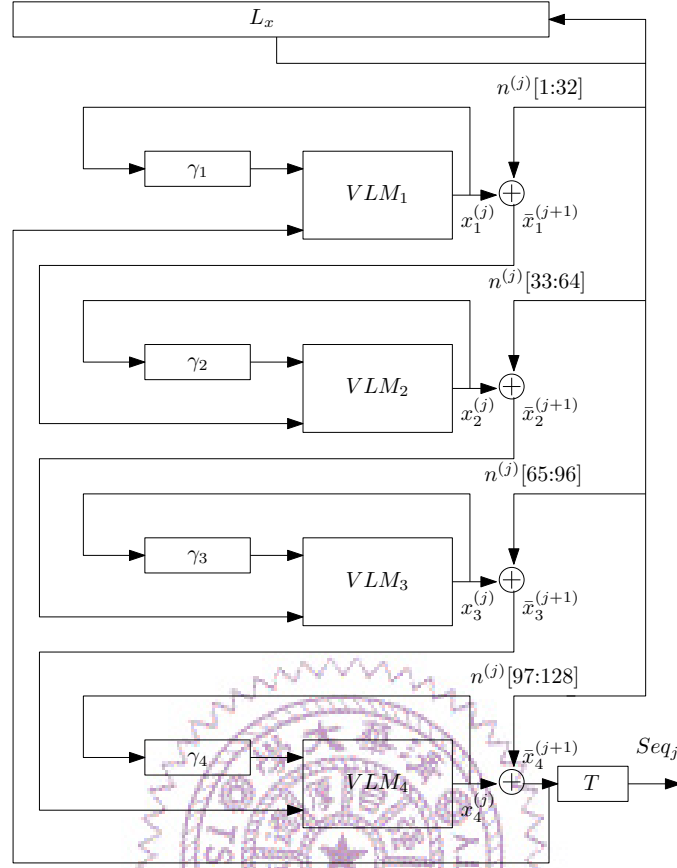 L_x
n^{(j)}[1:32]
γ_1
VLM_1
x_1^{(j)}
x̄_1^{(j+1)}
n^{(j)}[33:64]
γ_2
VLM_2
x_2^{(j)}
x̄_2^{(j+1)}
n^{(j)}[65:96]
γ_3
VLM_3
x_3^{(j)}
x̄_3^{(j+1)}
n^{(j)}[97:128]
γ_4
VLM_4
x_4^{(j)}
x̄_4^{(j+1)}
T
Seq_j